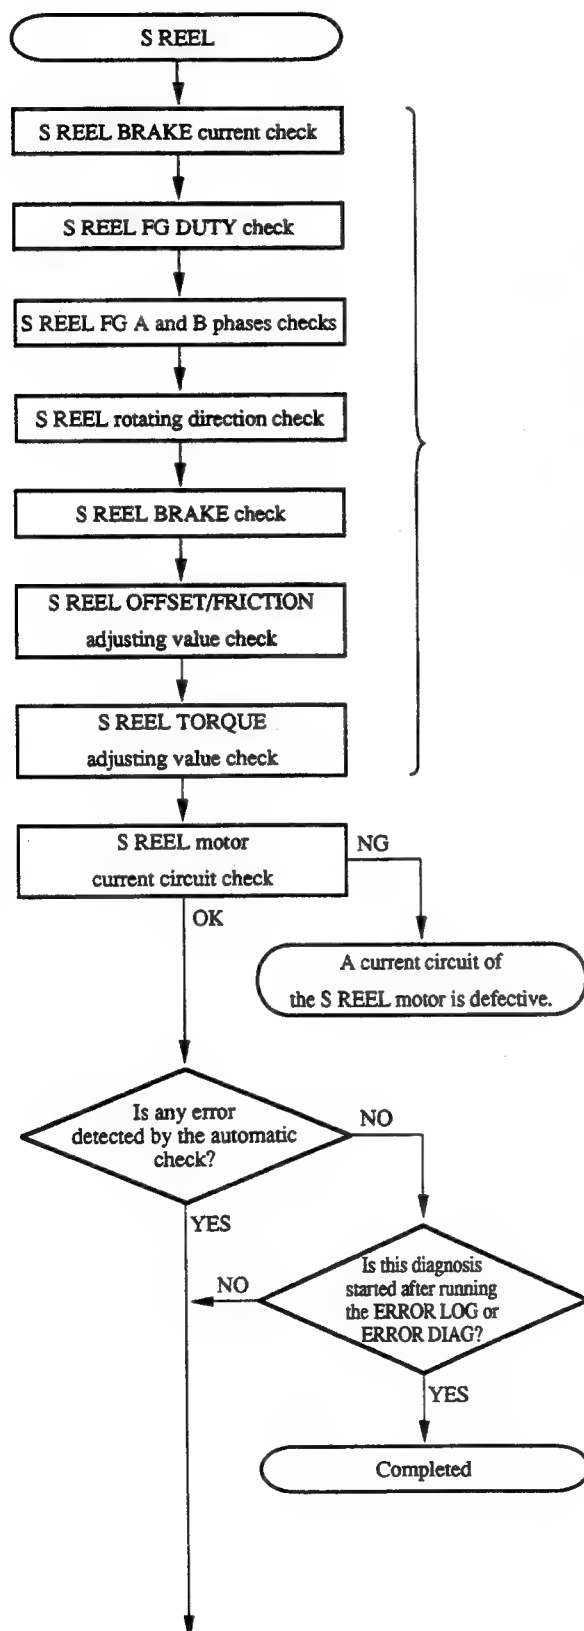 S REEL
S REEL BRAKE current check
S REEL FG DUTY check
S REEL FG A and B phases checks
S REEL rotating direction check
S REEL BRAKE check
S REEL OFFSET/FRICTION
adjusting value check
S REEL TORQUE
adjusting value check
S REEL motor
current circuit check
NG
OK
A current circuit of
the S REEL motor is defective.
Is any error
detected by the automatic
check?
NO
YES
Is this diagnosis
started after running
the ERROR LOG or
ERROR DIAG?
NO
YES
Completed